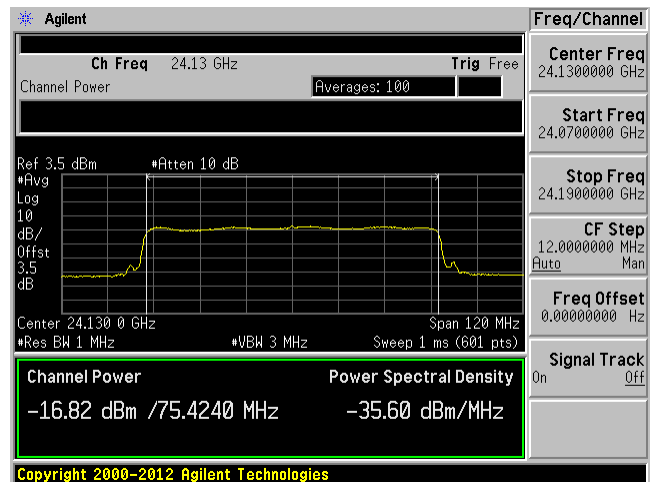 Agilent
Freq/Channel
Ch Freq 24.13 GHz Trig Free
Channel Power Averages: 100
Center Freq
24.1300000 GHz
Start Freq
24.0700000 GHz
Stop Freq
24.1900000 GHz
CF Step
12.0000000 MHz
Auto Man
Freq Offset
0.00000000 Hz
Signal Track
On Off
Ref 3.5 dBm #Atten 10 dB
#Avg
Log
10
dB/
Offst
3.5
dB
Center 24.130 0 GHz Span 120 MHz
#Res BW 1 MHz #VBW 3 MHz Sweep 1 ms (601 pts)
Channel Power Power Spectral Density
-16.82 dBm /75.4240 MHz -35.60 dBm/MHz
Copyright 2000-2012 Agilent Technologies